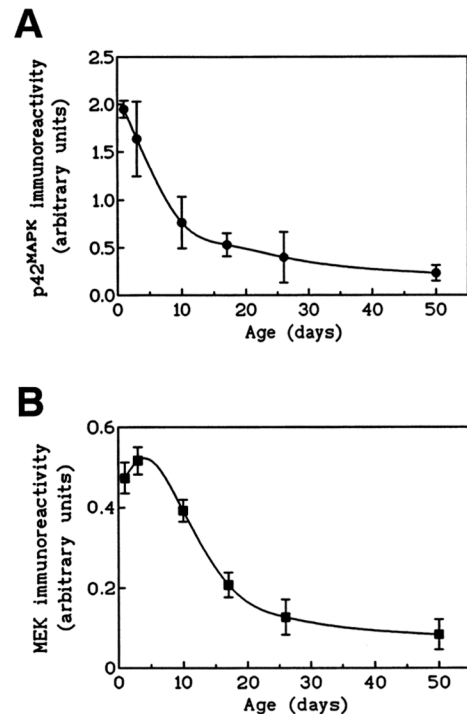 A
p42MAPK immunoreactivity
(arbitrary units)
2.5
2.0
1.5
1.0
0.5
0.0
0 10 20 30 40 50
Age (days)
B
MEK immunoreactivity
(arbitrary units)
0.6
0.4
0.2
0
0 10 20 30 40 50
Age (days)